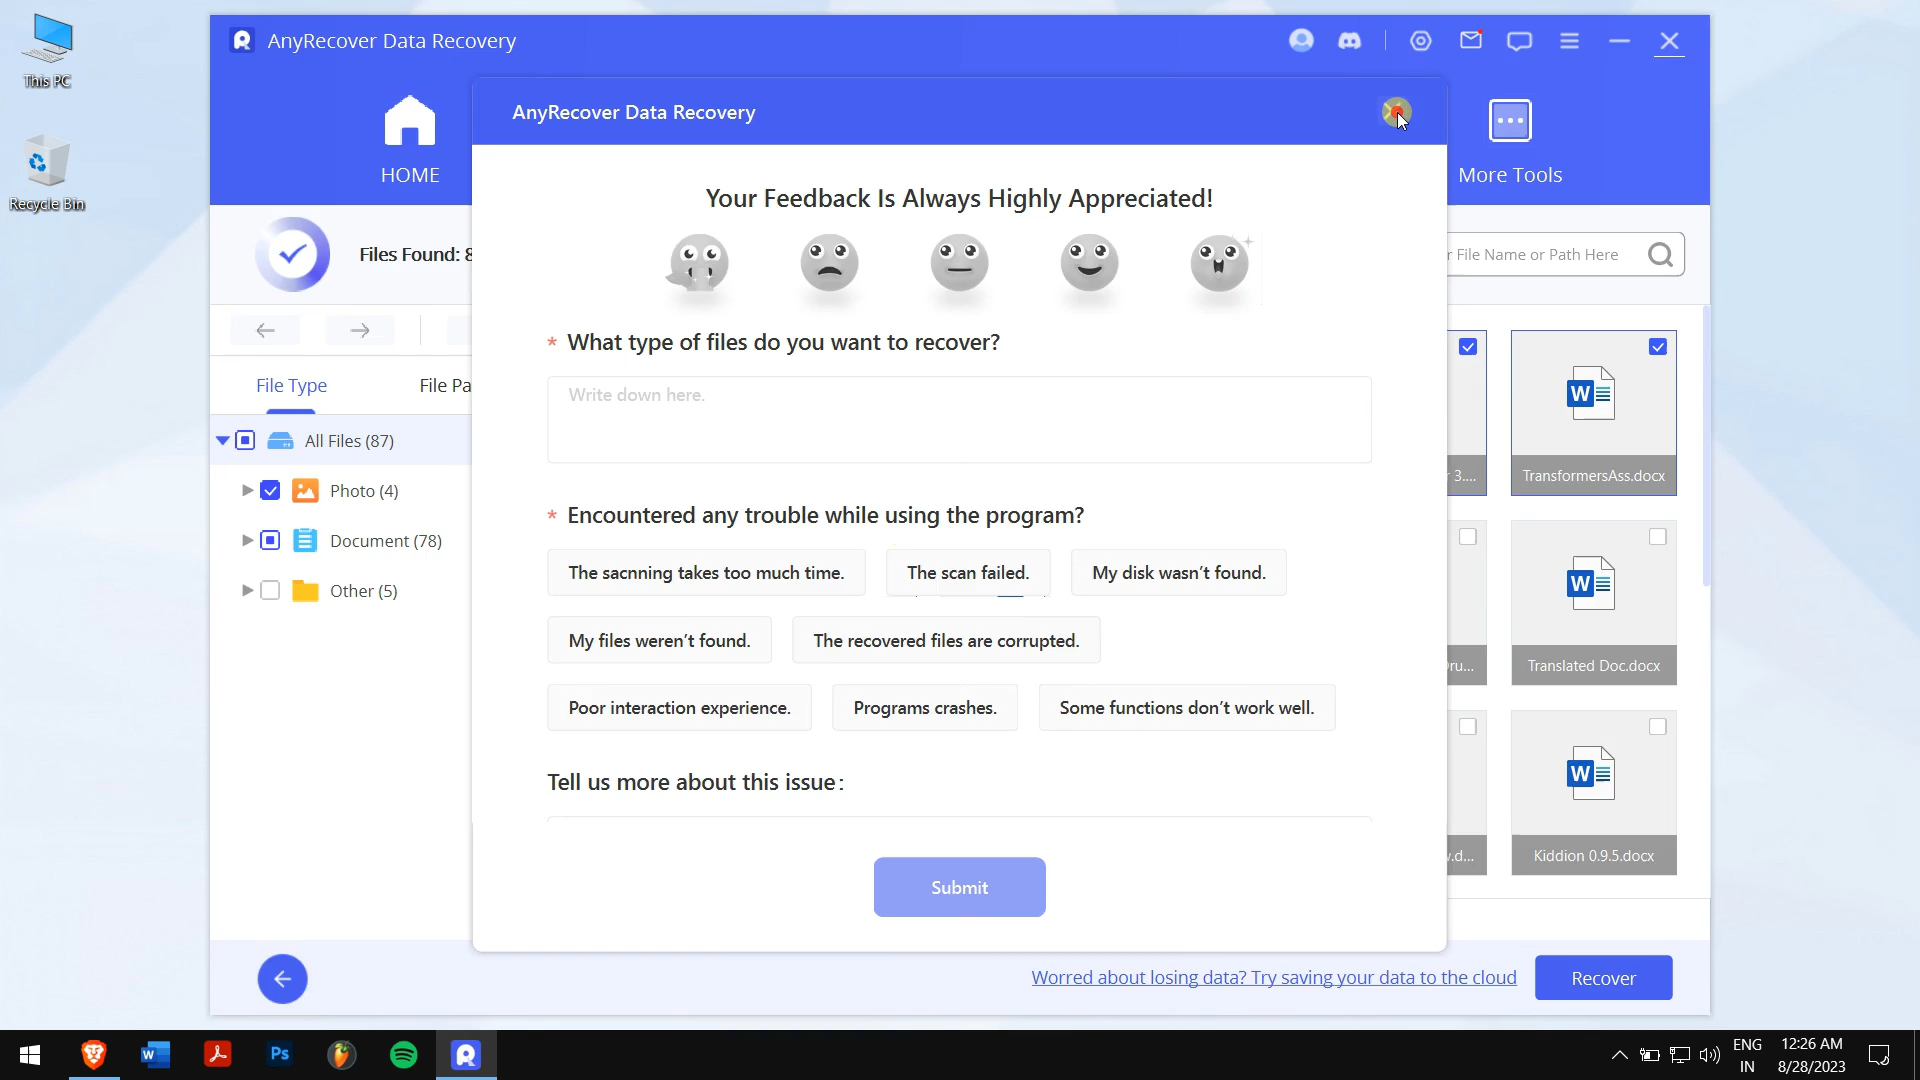 This PC
Recycle Bin
AnyRecover Data Recovery
HOME
More Tools
Files Found: 8
r File Name or Path Here
File Type
File Pa
All Files (87)
Photo (4)
Document (78)
Other (5)
AnyRecover Data Recovery
Your Feedback Is Always Highly Appreciated!
* What type of files do you want to recover?
Write down here.
* Encountered any trouble while using the program?
The sacnning takes too much time.
The scan failed.
My disk wasn't found.
My files weren't found.
The recovered files are corrupted.
Poor interaction experience.
Programs crashes.
Some functions don't work well.
Tell us more about this issue:
Submit
r 3....
TransformersAss.docx
Dru...
Translated Doc.docx
w.d...
Kiddion 0.9.5.docx
Worred about losing data? Try saving your data to the cloud
Recover
Ps
ENG
IN
12:26 AM
8/28/2023